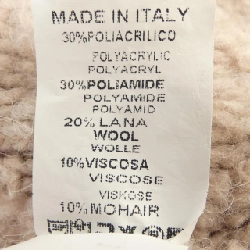 MADE IN ITALY
30% POLIACRILICO
POLYACRYLIC
POLYACRYL
30% POLIAMIDE
POLYAMIDE
POLYAMID
20% LANA
WOOL
WOLLE
10% VISCOSA
VISCOSE
VISKOSE
10% MOHAIR